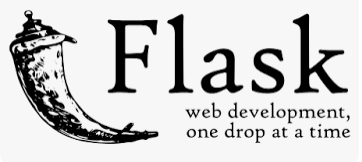 Flask
web development,
one drop at a time